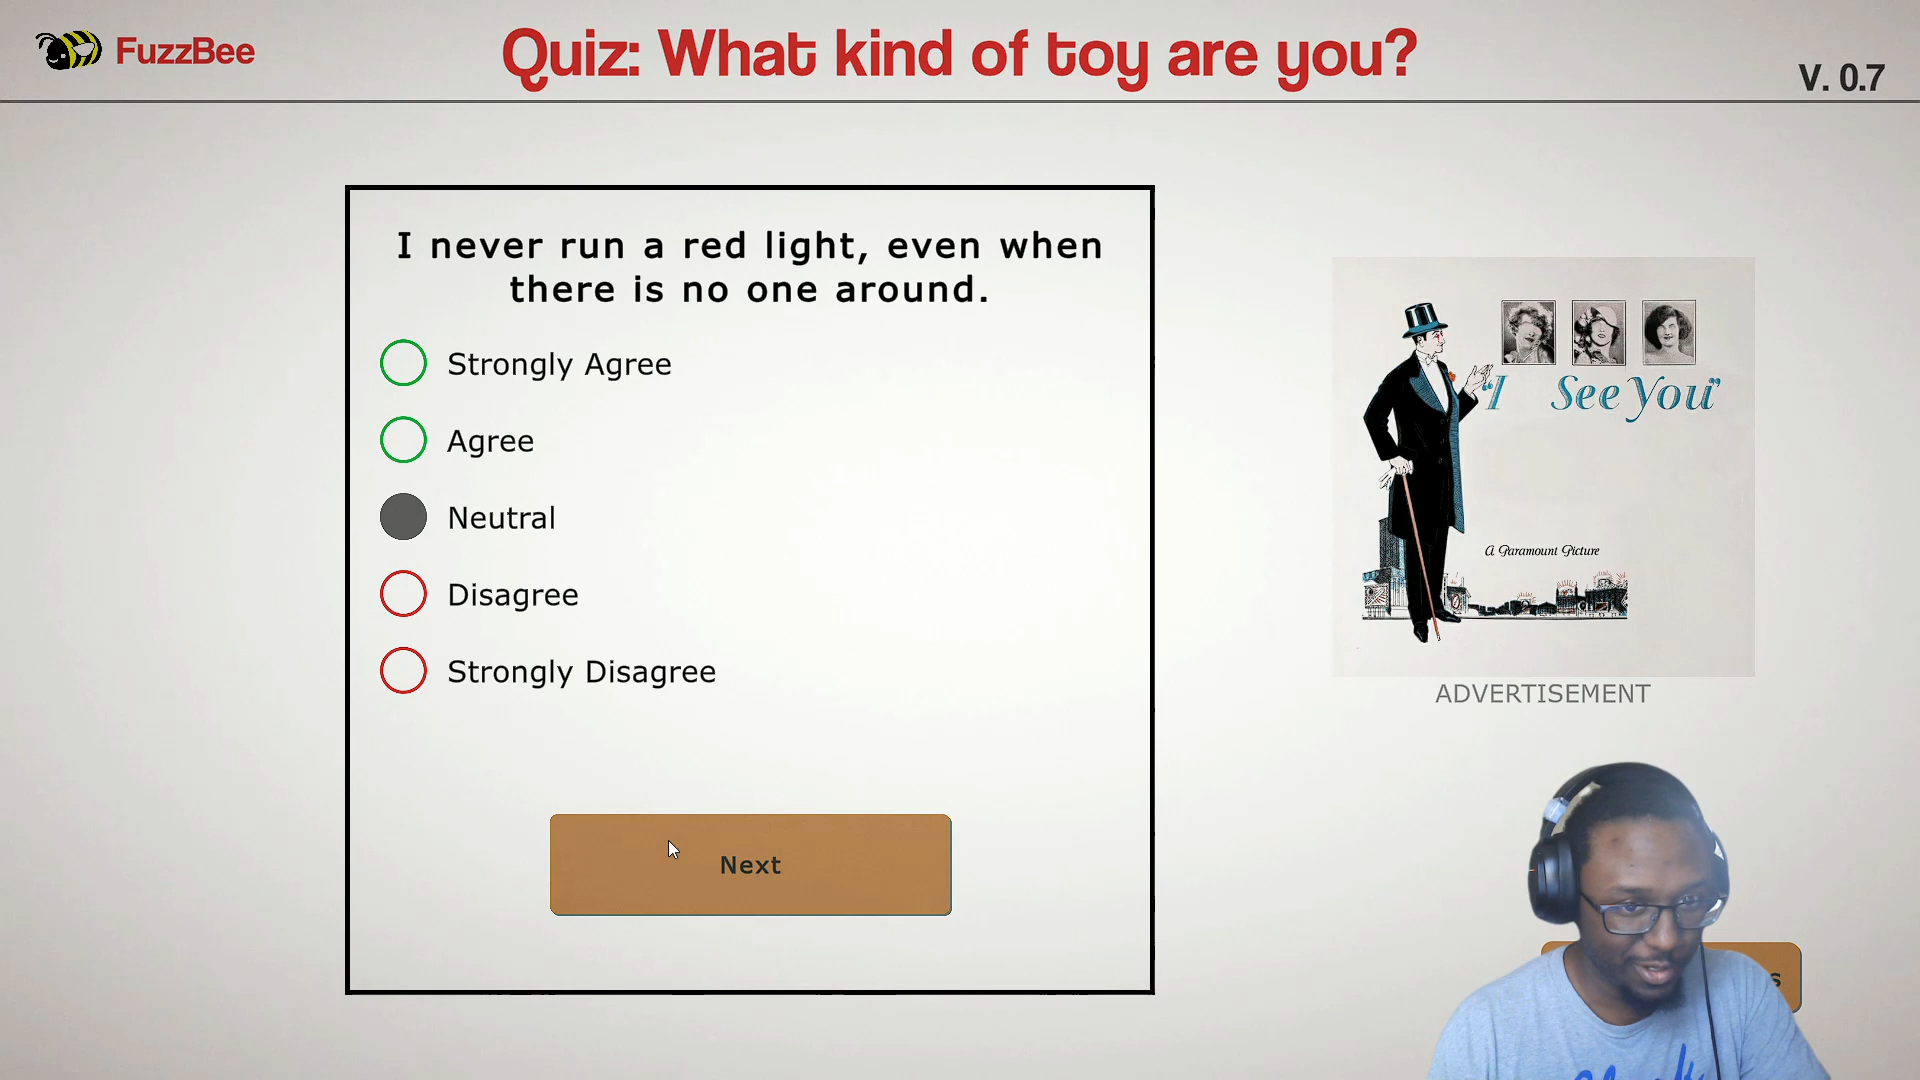 FuzzBee
Quiz: What kind of toy are you?
V. 0.7
I never run a red light, even when
there is no one around.
Strongly Agree
Agree
Neutral
Disagree
Strongly Disagree
Next
"I See You"
A Paramount Picture
ADVERTISEMENT